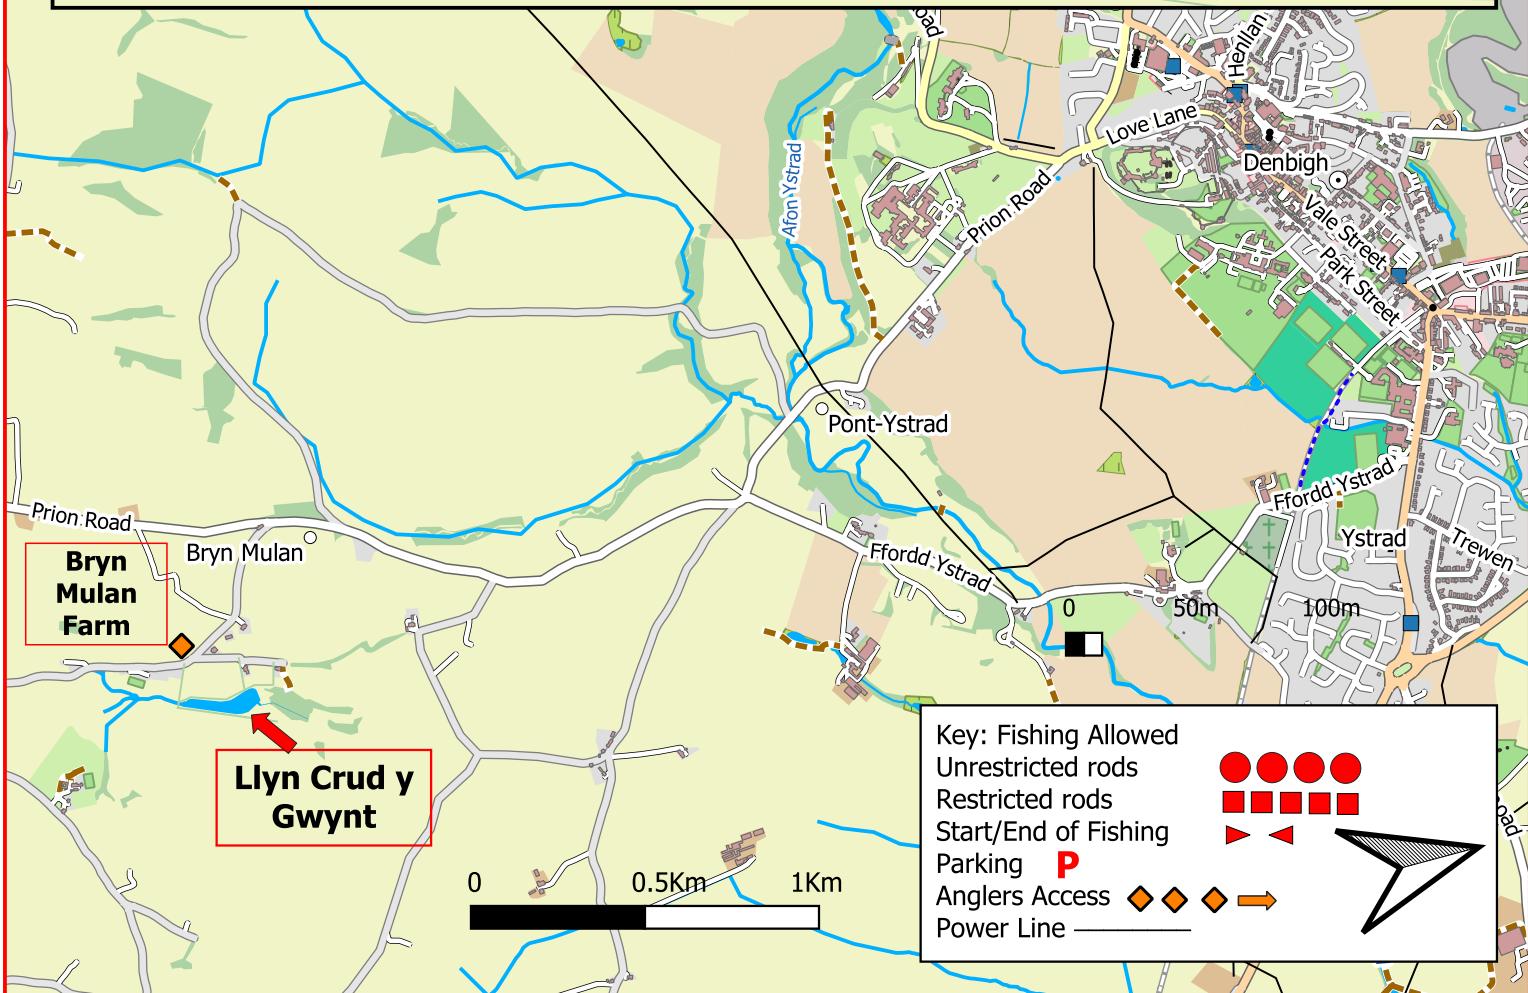 Road
Henllan
Love Lane
Denbigh
Afon Ystrad
Prion Road
Vale Street
Park Street
Pont-Ystrad
Ffordd Ystrad
Prion Road
Bryn Mulan
Ystrad
Trewen
Bryn
Mulan
Farm
Ffordd Ystrad
0 50m 100m
Llyn Crud y
Gwynt
0 0.5Km 1Km
Key: Fishing Allowed
Unrestricted rods
Restricted rods
Start/End of Fishing
Parking P
Anglers Access
Power Line